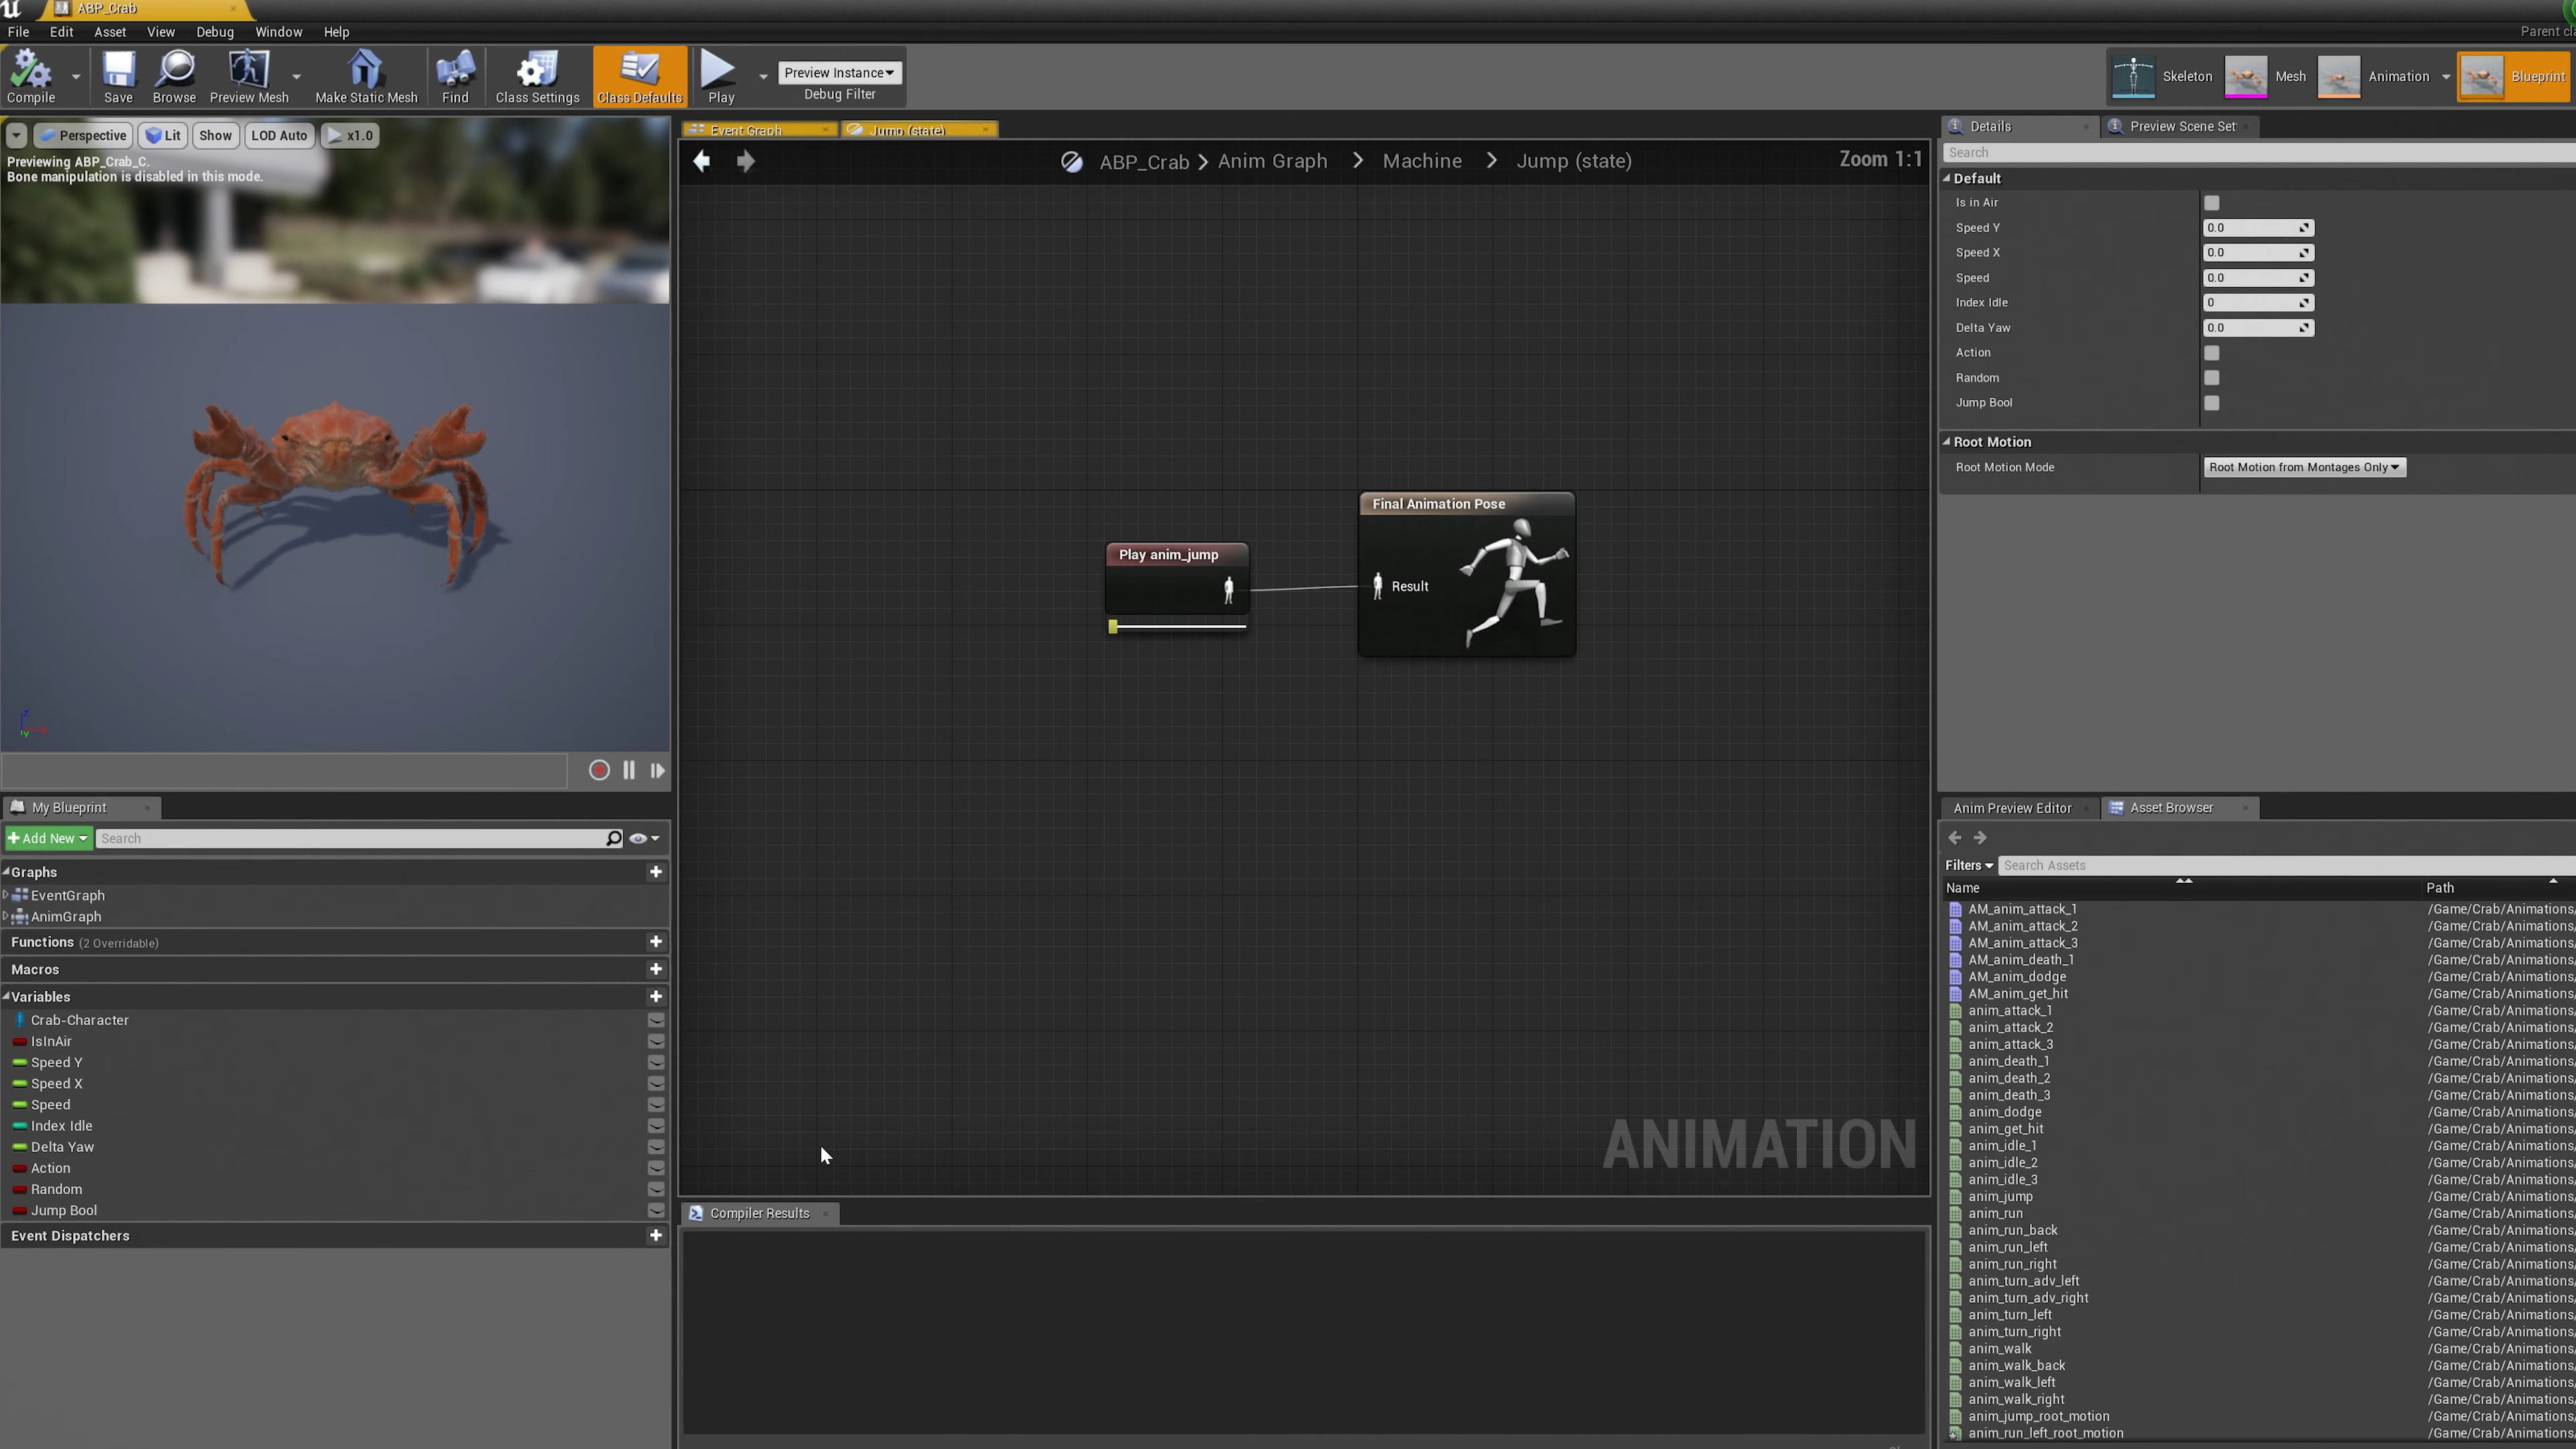 ABP_Crab
File Edit Asset View Debug Window Help
Compile
Save
Browse
Preview Mesh
Make Static Mesh
Find
Class Settings
Class Defaults
Play
Preview Instance
Debug Filter
Skeleton
Mesh
Animation
Blueprint
Perspective
Lit
Show
LOD Auto
x1.0
Previewing ABP_Crab_C.
Bone manipulation is disabled in this mode.
Z
X
Y
Event Graph
Jump (state)
ABP_Crab Anim Graph Machine Jump (state)
Zoom 1:1
Play anim_jump
Final Animation Pose
Result
ANIMATION
Compiler Results
My Blueprint
Add New
Search
Graphs
EventGraph
AnimGraph
Functions (2 Overridable)
Macros
Variables
Crab-Character
IsInAir
Speed Y
Speed X
Speed
Index Idle
Delta Yaw
Action
Random
Jump Bool
Event Dispatchers
Details
Preview Scene Set
Search
Default
Is in Air
Speed Y 0.0
Speed X 0.0
Speed 0.0
Index Idle 0
Delta Yaw 0.0
Action
Random
Jump Bool
Root Motion
Root Motion Mode Root Motion from Montages Only
Anim Preview Editor
Asset Browser
Filters
Search Assets
Name Path
AM_anim_attack_1 /Game/Crab/Animations/
AM_anim_attack_2 /Game/Crab/Animations/
AM_anim_attack_3 /Game/Crab/Animations/
AM_anim_death_1 /Game/Crab/Animations/
AM_anim_dodge /Game/Crab/Animations/
AM_anim_get_hit /Game/Crab/Animations/
anim_attack_1 /Game/Crab/Animations/
anim_attack_2 /Game/Crab/Animations/
anim_attack_3 /Game/Crab/Animations/
anim_death_1 /Game/Crab/Animations/
anim_death_2 /Game/Crab/Animations/
anim_death_3 /Game/Crab/Animations/
anim_dodge /Game/Crab/Animations/
anim_get_hit /Game/Crab/Animations/
anim_idle_1 /Game/Crab/Animations/
anim_idle_2 /Game/Crab/Animations/
anim_idle_3 /Game/Crab/Animations/
anim_jump /Game/Crab/Animations/
anim_run /Game/Crab/Animations/
anim_run_back /Game/Crab/Animations/
anim_run_left /Game/Crab/Animations/
anim_run_right /Game/Crab/Animations/
anim_turn_adv_left /Game/Crab/Animations/
anim_turn_adv_right /Game/Crab/Animations/
anim_turn_left /Game/Crab/Animations/
anim_turn_right /Game/Crab/Animations/
anim_walk /Game/Crab/Animations/
anim_walk_back /Game/Crab/Animations/
anim_walk_left /Game/Crab/Animations/
anim_walk_right /Game/Crab/Animations/
anim_jump_root_motion /Game/Crab/Animations/
anim_run_left_root_motion /Game/Crab/Animations/